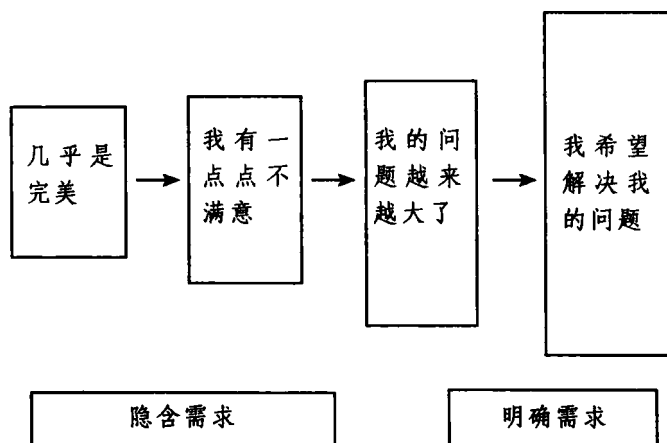 几乎是
完美
我有一
点点不
满意
我的问
题越来
越大了
我希望
解决我
的问题
隐含需求
明确需求